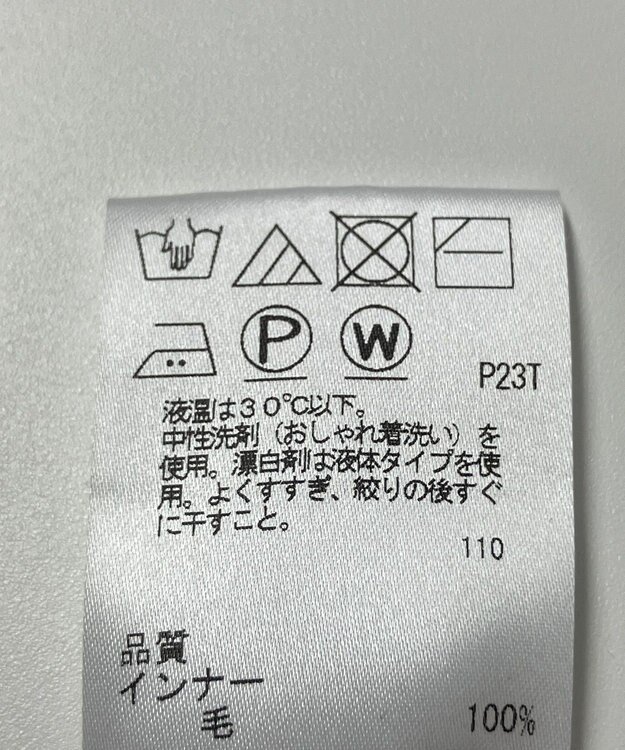 P W
P23T
液温は30℃以下。
中性洗剤（おしゃれ着洗い）を
使用。漂白剤は液体タイプを使
用。よくすすぎ、絞りの後すぐ
に干すこと。
110
品質
インナー
毛 100%